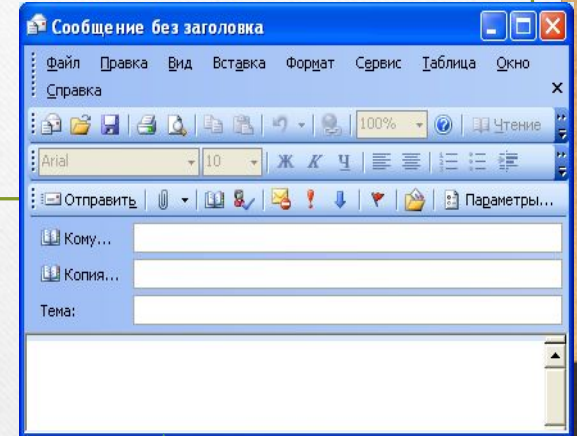 Сообщение без заголовка
Файл Правка Вид Вставка Формат Сервис Таблица Окно
Справка
100% Чтение
Arial 10 Ж К Ч
Отправить Параметры...
Кому...
Копия...
Тема: